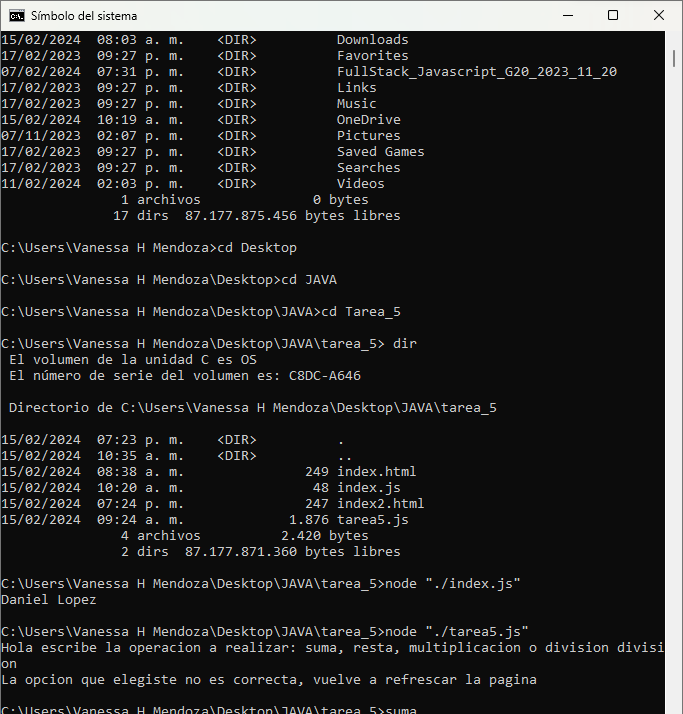 Símbolo del sistema
15/02/2024  08:03 a. m.    <DIR>          Downloads
17/02/2023  09:27 p. m.    <DIR>          Favorites
07/02/2024  07:31 p. m.    <DIR>          FullStack_Javascript_G20_2023_11_20
17/02/2023  09:27 p. m.    <DIR>          Links
17/02/2023  09:27 p. m.    <DIR>          Music
15/02/2024  10:19 a. m.    <DIR>          OneDrive
07/11/2023  02:07 p. m.    <DIR>          Pictures
17/02/2023  09:27 p. m.    <DIR>          Saved Games
17/02/2023  09:27 p. m.    <DIR>          Searches
11/02/2024  02:03 p. m.    <DIR>          Videos
1 archivos              0 bytes
17 dirs  87.177.875.456 bytes libres
C:\Users\Vanessa H Mendoza>cd Desktop
C:\Users\Vanessa H Mendoza\Desktop>cd JAVA
C:\Users\Vanessa H Mendoza\Desktop\JAVA>cd Tarea_5
C:\Users\Vanessa H Mendoza\Desktop\JAVA\tarea_5> dir
El volumen de la unidad C es OS
El número de serie del volumen es: C8DC-A646
Directorio de C:\Users\Vanessa H Mendoza\Desktop\JAVA\tarea_5
15/02/2024  07:23 p. m.    <DIR>          .
15/02/2024  10:35 a. m.    <DIR>          ..
15/02/2024  08:38 a. m.               249 index.html
15/02/2024  10:20 a. m.                48 index.js
15/02/2024  07:24 p. m.               247 index2.html
15/02/2024  09:24 a. m.             1.876 tarea5.js
4 archivos          2.420 bytes
2 dirs  87.177.871.360 bytes libres
C:\Users\Vanessa H Mendoza\Desktop\JAVA\tarea_5>node "./index.js"
Daniel Lopez
C:\Users\Vanessa H Mendoza\Desktop\JAVA\tarea_5>node "./tarea5.js"
Hola escribe la operacion a realizar: suma, resta, multiplicacion o division divisi
on
La opcion que elegiste no es correcta, vuelve a refrescar la pagina
C:\Users\Vanessa H Mendoza\Desktop\JAVA\tarea_5>suma